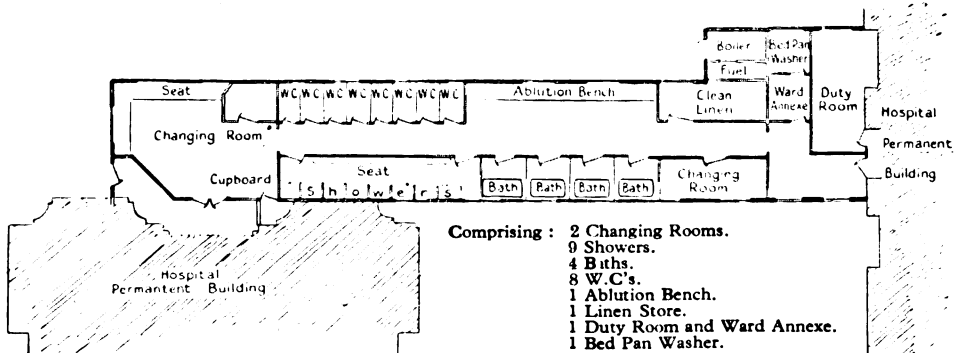 Boiler
Bed Pan
Washer
Fuel
Seat
WC WC WC WC WC WC WC WC
Ablution Bench
Clean
Linen
Ward
Annexe
Duty
Room
Hospital
Permanent
Building
Changing Room
Cupboard
Seat
Showers
Bath
Bath
Bath
Bath
Changing
Room
Hospital
Permantent Building
Comprising : 2 Changing Rooms.
9 Showers.
4 Biths.
8 W.C's.
1 Ablution Bench.
1 Linen Store.
1 Duty Room and Ward Annexe.
1 Bed Pan Washer.